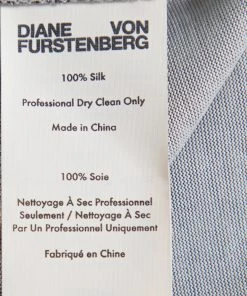 DIANE VON
FURSTENBERG
100% Silk
Professional Dry Clean Only
Made in China
100% Soie
Nettoyage À Sec Professionnel
Seulement / Nettoyage À Sec
Par Un Professionnel Uniquement
Fabriqué en Chine